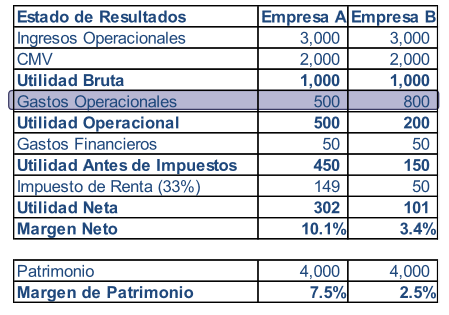 Estado de Resultados Empresa A Empresa B
Ingresos Operacionales 3,000 3,000
CMV 2,000 2,000
Utilidad Bruta 1,000 1,000
Gastos Operacionales 500 800
Utilidad Operacional 500 200
Gastos Financieros 50 50
Utilidad Antes de Impuestos 450 150
Impuesto de Renta (33%) 149 50
Utilidad Neta 302 101
Margen Neto 10.1% 3.4%
Patrimonio 4,000 4,000
Margen de Patrimonio 7.5% 2.5%